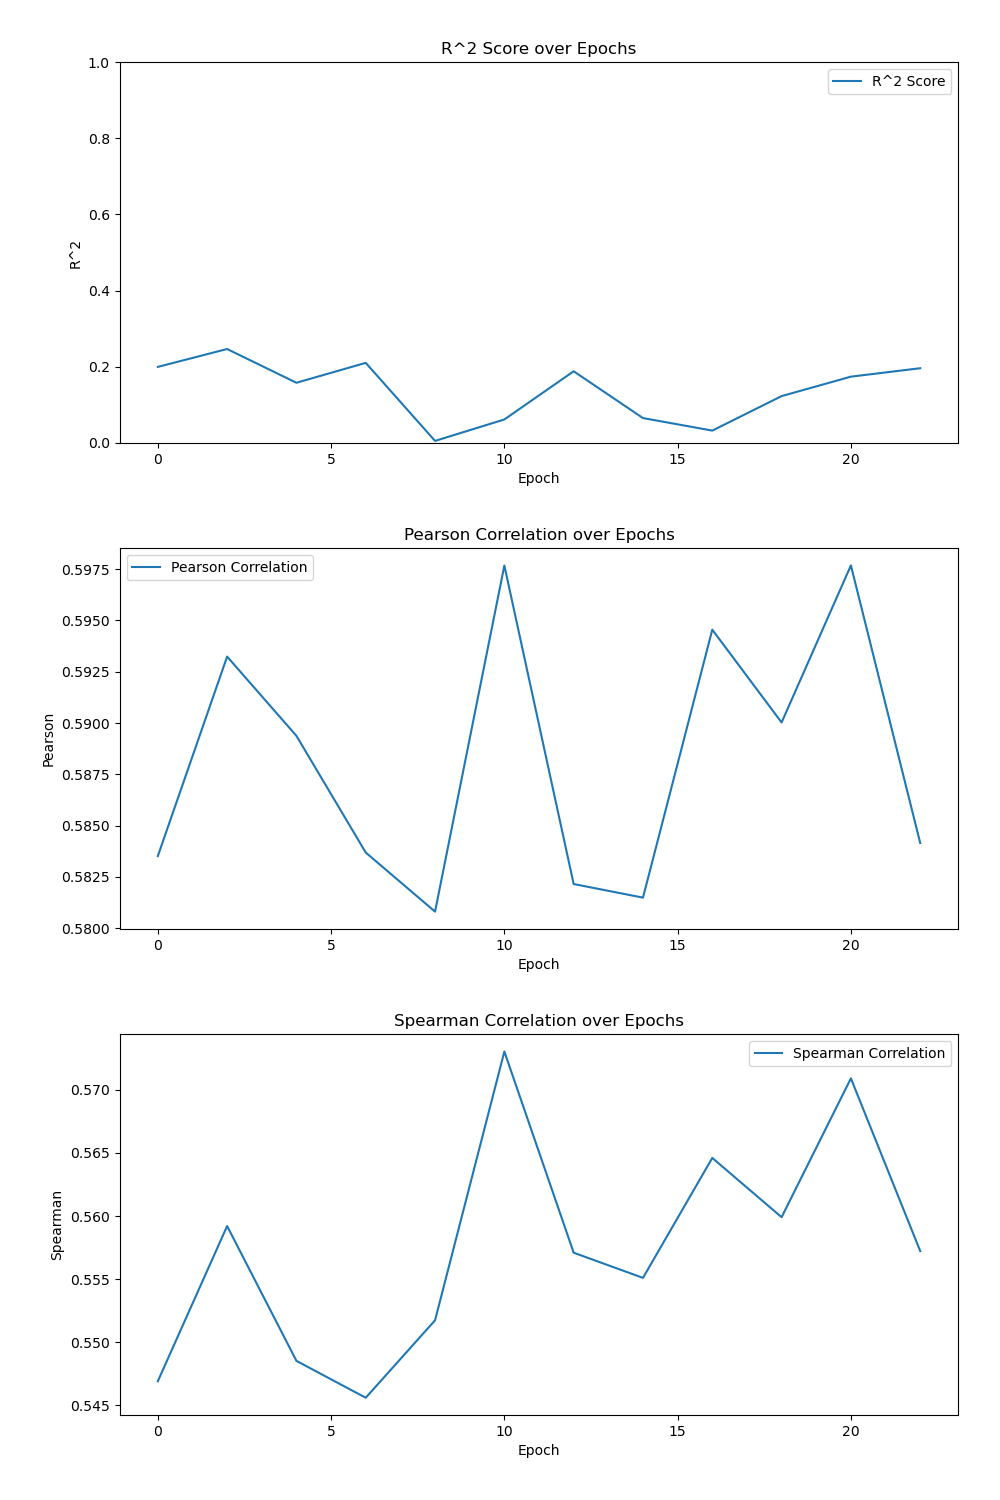 R^2 Score over Epochs
R^2 Score
1.0
0.8
0.6
0.4
0.2
0.0
R^2
0 5 10 15 20
Epoch
Pearson Correlation over Epochs
Pearson Correlation
0.5975
0.5950
0.5925
0.5900
0.5875
0.5850
0.5825
0.5800
Pearson
0 5 10 15 20
Epoch
Spearman Correlation over Epochs
Spearman Correlation
0.570
0.565
0.560
0.555
0.550
0.545
Spearman
0 5 10 15 20
Epoch